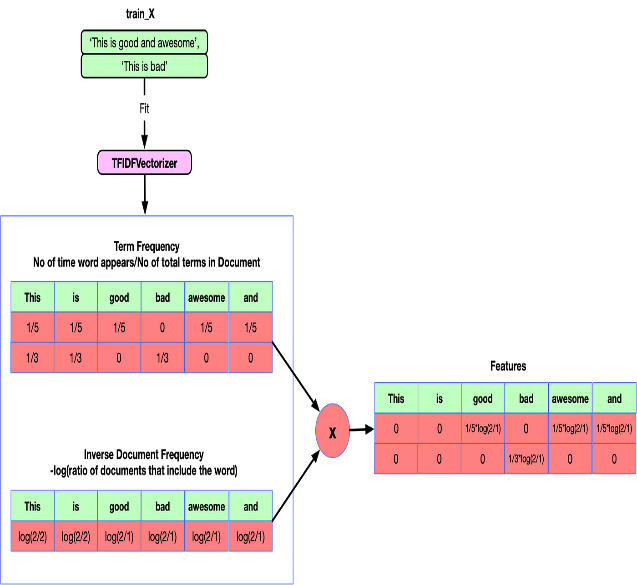 train_X
‘This is good and awesome’,
‘This is bad’
Fit
TFIDFVectorizer
Term Frequency
No of time word appears/No of total terms in Document
This is good bad awesome and
1/5 1/5 1/5 0 1/5 1/5
1/3 1/3 0 1/3 0 0
Inverse Document Frequency
-log(ratio of documents that include the word)
This is good bad awesome and
log(2/2) log(2/2) log(2/1) log(2/1) log(2/1) log(2/1)
X
Features
This is good bad awesome and
0 0 1/5*log(2/1) 0 1/5*log(2/1) 1/5*log(2/1)
0 0 0 1/3*log(2/1) 0 0